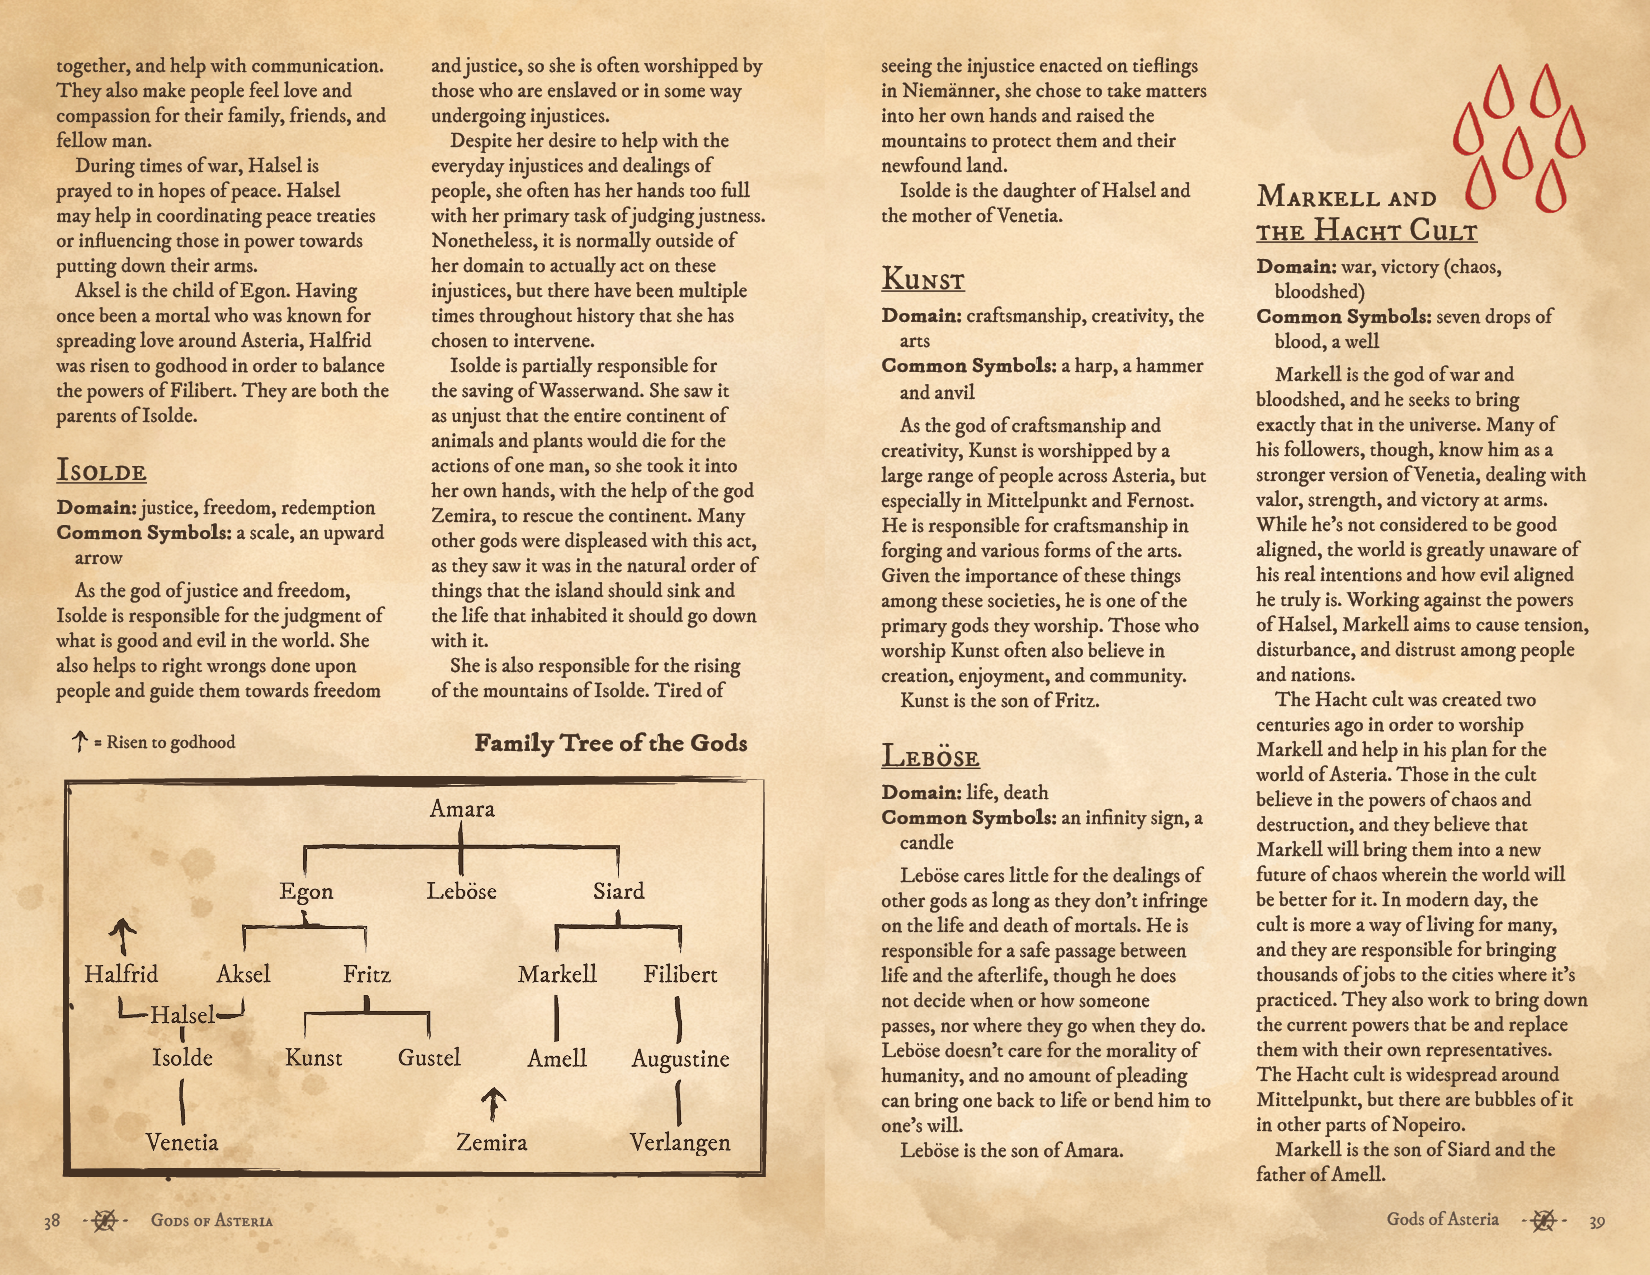 together, and help with communication.
They also make people feel love and
compassion for their family, friends, and
fellow man.
During times of war, Halsel is
prayed to in hopes of peace. Halsel
may help in coordinating peace treaties
or influencing those in power towards
putting down their arms.
Aksel is the child of Egon. Having
once been a mortal who was known for
spreading love around Asteria, Halfrid
was risen to godhood in order to balance
the powers of Filibert. They are both the
parents of Isolde.
Isolde
Domain: justice, freedom, redemption
Common Symbols: a scale, an upward
arrow
As the god of justice and freedom,
Isolde is responsible for the judgment of
what is good and evil in the world. She
also helps to right wrongs done upon
people and guide them towards freedom
and justice, so she is often worshipped by
those who are enslaved or in some way
undergoing injustices.
Despite her desire to help with the
everyday injustices and dealings of
people, she often has her hands too full
with her primary task of judging justness.
Nonetheless, it is normally outside of
her domain to actually act on these
injustices, but there have been multiple
times throughout history that she has
chosen to intervene.
Isolde is partially responsible for
the saving of Wasserwand. She saw it
as unjust that the entire continent of
animals and plants would die for the
actions of one man, so she took it into
her own hands, with the help of the god
Zemira, to rescue the continent. Many
other gods were displeased with this act,
as they saw it was in the natural order of
things that the island should sink and
the life that inhabited it should go down
with it.
She is also responsible for the rising
of the mountains of Isolde. Tired of
= Risen to godhood
Family Tree of the Gods
Amara
Egon Leböse Siard
Halfrid Aksel Fritz Markell Filibert
Halsel
Isolde Kunst Gustel Amell Augustine
Venetia Zemira Verlangen
38 Gods of Asteria
seeing the injustice enacted on tieflings
in Niemänner, she chose to take matters
into her own hands and raised the
mountains to protect them and their
newfound land.
Isolde is the daughter of Halsel and
the mother of Venetia.
Kunst
Domain: craftsmanship, creativity, the
arts
Common Symbols: a harp, a hammer
and anvil
As the god of craftsmanship and
creativity, Kunst is worshipped by a
large range of people across Asteria, but
especially in Mittelpunkt and Fernost.
He is responsible for craftsmanship in
forging and various forms of the arts.
Given the importance of these things
among these societies, he is one of the
primary gods they worship. Those who
worship Kunst often also believe in
creation, enjoyment, and community.
Kunst is the son of Fritz.
Leböse
Domain: life, death
Common Symbols: an infinity sign, a
candle
Leböse cares little for the dealings of
other gods as long as they don't infringe
on the life and death of mortals. He is
responsible for a safe passage between
life and the afterlife, though he does
not decide when or how someone
passes, nor where they go when they do.
Leböse doesn't care for the morality of
humanity, and no amount of pleading
can bring one back to life or bend him to
one's will.
Leböse is the son of Amara.
Markell and
the Hacht Cult
Domain: war, victory (chaos,
bloodshed)
Common Symbols: seven drops of
blood, a well
Markell is the god of war and
bloodshed, and he seeks to bring
exactly that in the universe. Many of
his followers, though, know him as a
stronger version of Venetia, dealing with
valor, strength, and victory at arms.
While he's not considered to be good
aligned, the world is greatly unaware of
his real intentions and how evil aligned
he truly is. Working against the powers
of Halsel, Markell aims to cause tension,
disturbance, and distrust among people
and nations.
The Hacht cult was created two
centuries ago in order to worship
Markell and help in his plan for the
world of Asteria. Those in the cult
believe in the powers of chaos and
destruction, and they believe that
Markell will bring them into a new
future of chaos wherein the world will
be better for it. In modern day, the
cult is more a way of living for many,
and they are responsible for bringing
thousands of jobs to the cities where it's
practiced. They also work to bring down
the current powers that be and replace
them with their own representatives.
The Hacht cult is widespread around
Mittelpunkt, but there are bubbles of it
in other parts of Nopeiro.
Markell is the son of Siard and the
father of Amell.
Gods of Asteria 39